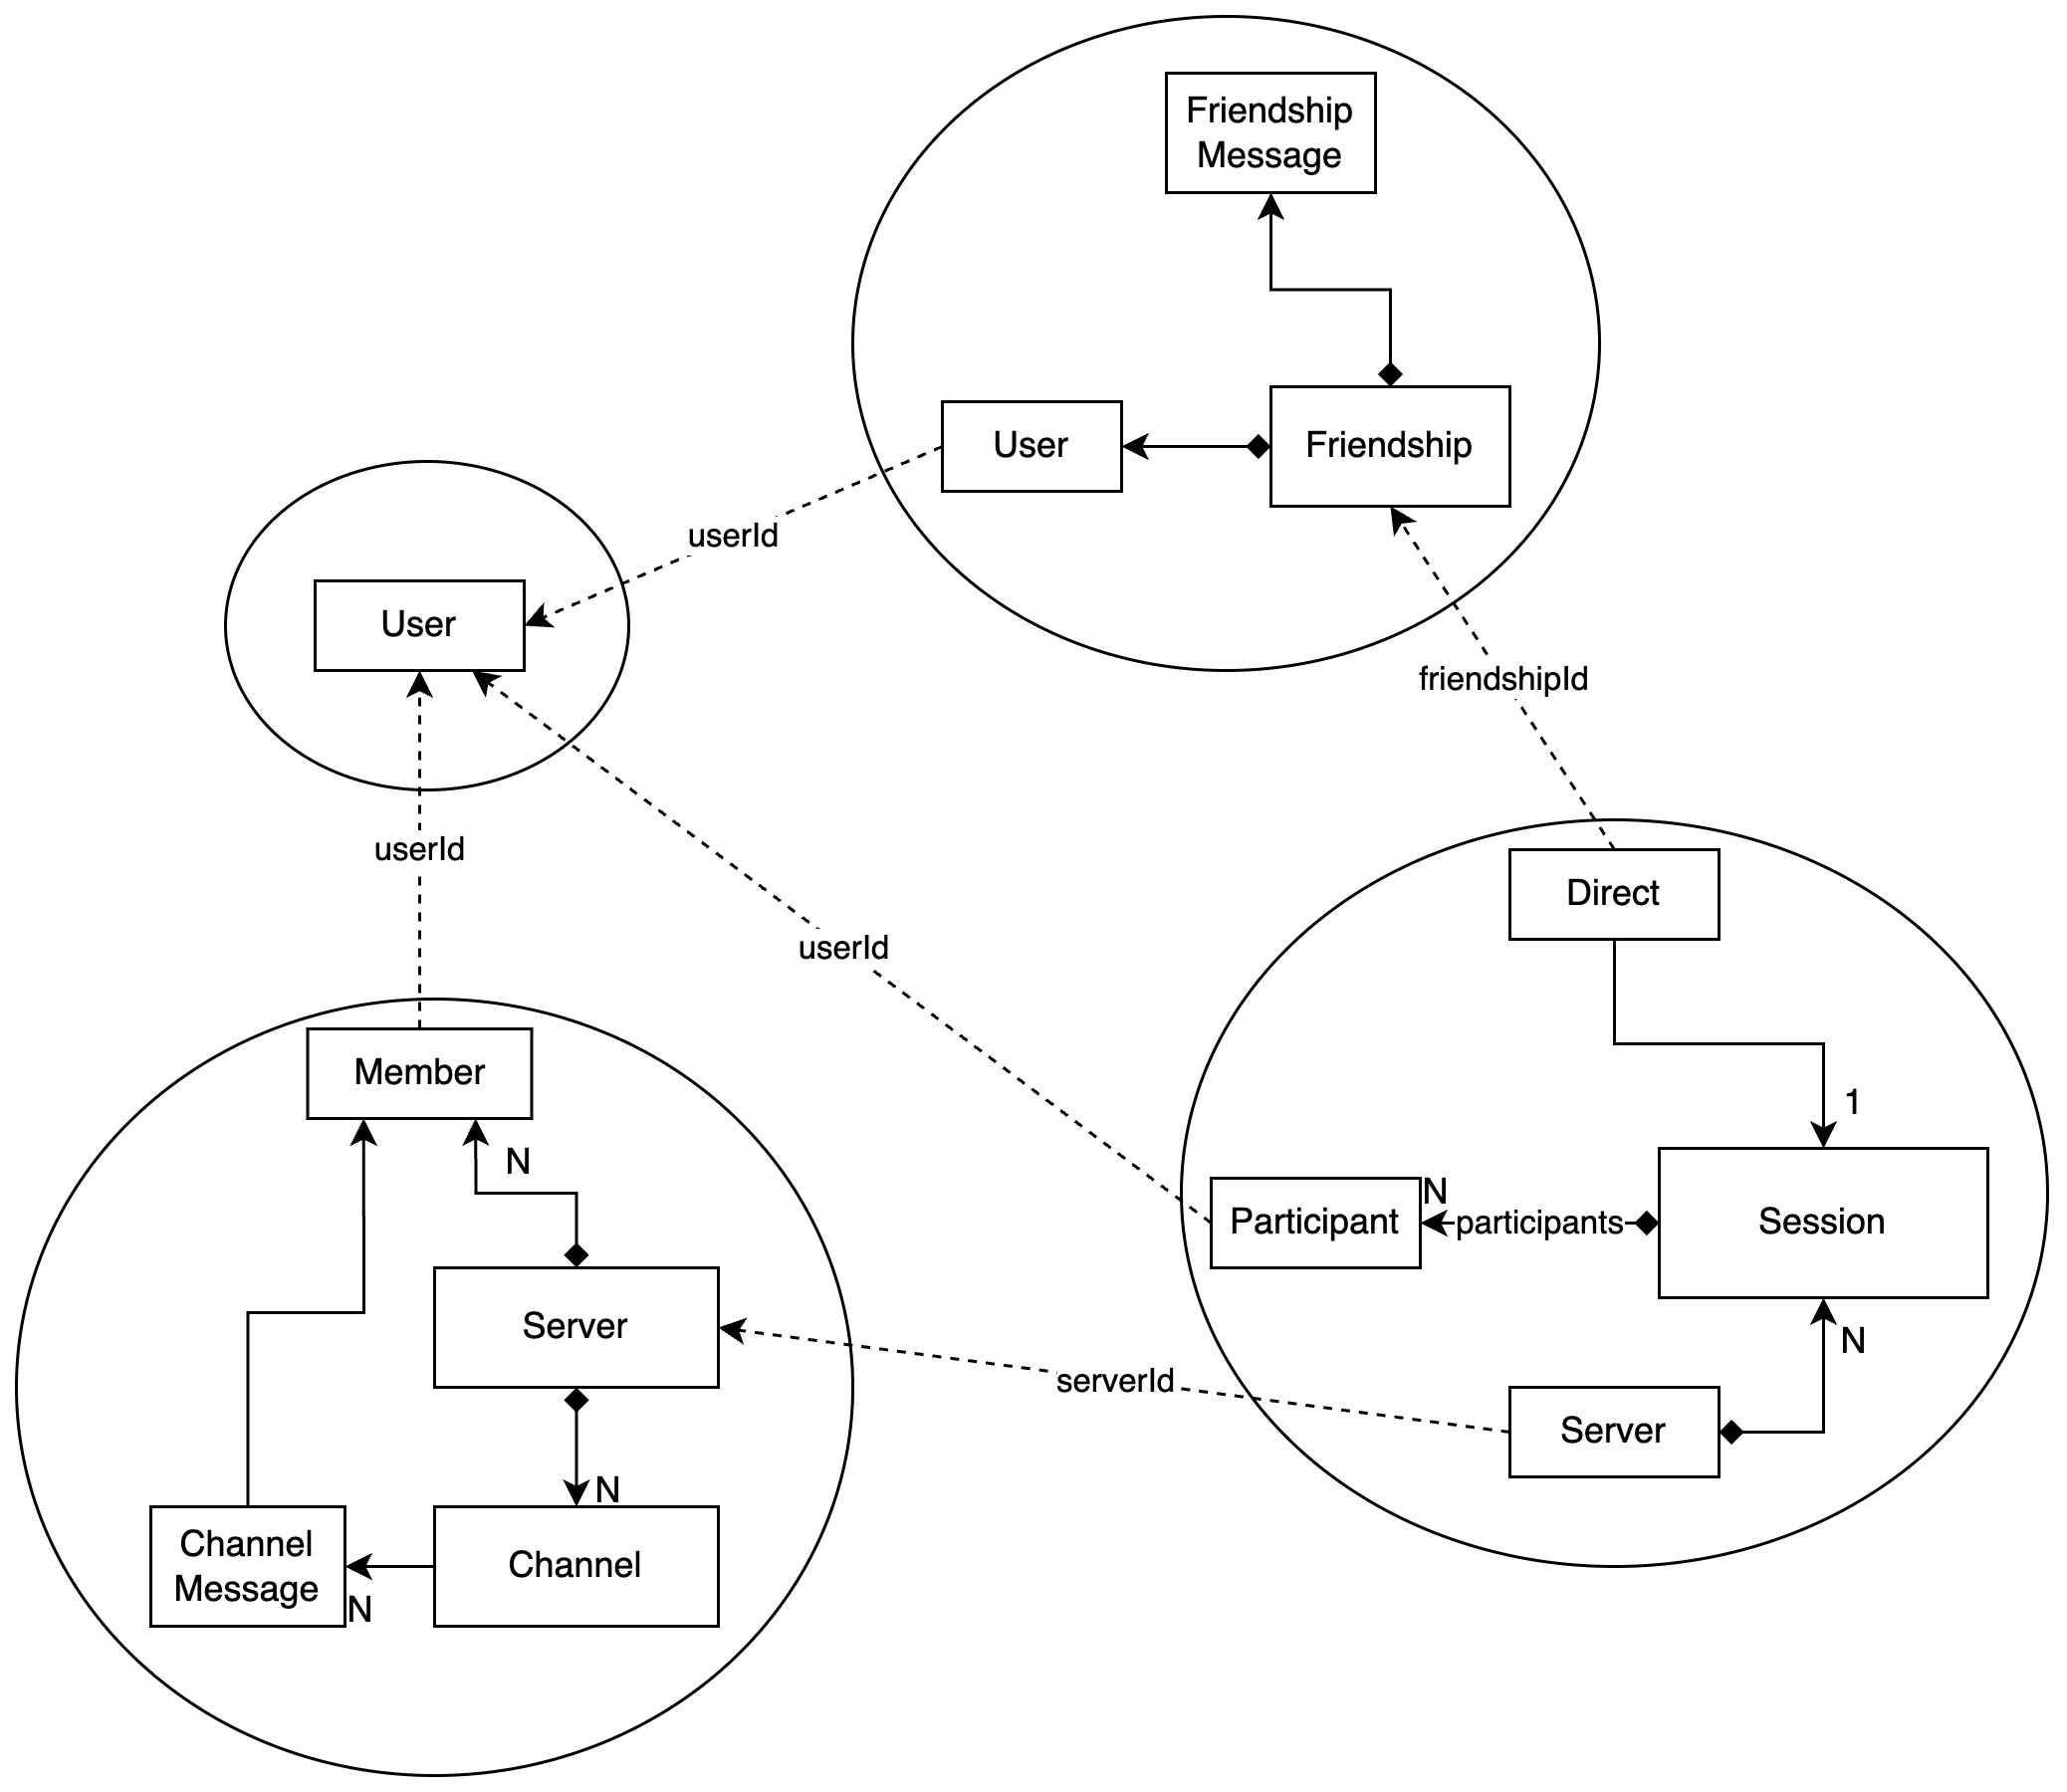 Friendship
Message
User
Friendship
userId
User
friendshipId
userId
Direct
userId
Member
1
N
N
Participant
participants
Session
Server
N
serverId
Server
N
Channel
Message
Channel
N